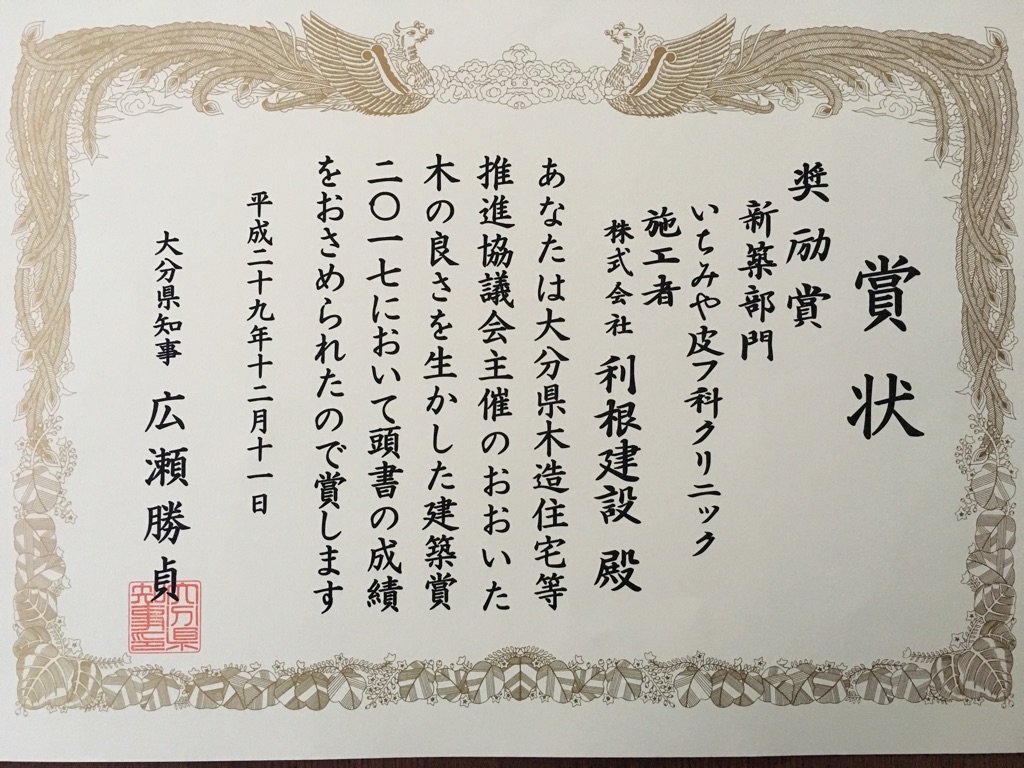 賞状
奨励賞
新築部門
いちみや皮フ科クリニック
施工者
株式会社 利根建設 殿
あなたは大分県木造住宅等
推進協議会主催のおおいた
木の良さを生かした建築賞
二〇一七において頭書の成績
をおさめられたので賞します
平成二十九年十二月十一日
大分県知事 広瀬勝貞
大分県
知事印